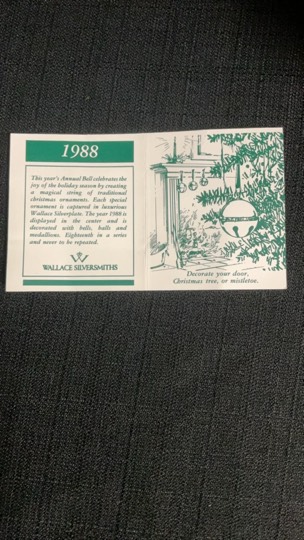 1988
This year's Annual Bell celebrates the
joy of the holiday season by creating
a magical string of traditional
christmas ornaments. Each special
ornament is captured in luxurious
Wallace Silverplate. The year 1988 is
displayed in the center and is
decorated with bells, balls and
medallions. Eighteenth in a series
and never to be repeated.
WALLACE SILVERSMITHS
Decorate your door,
Christmas tree, or mistletoe.